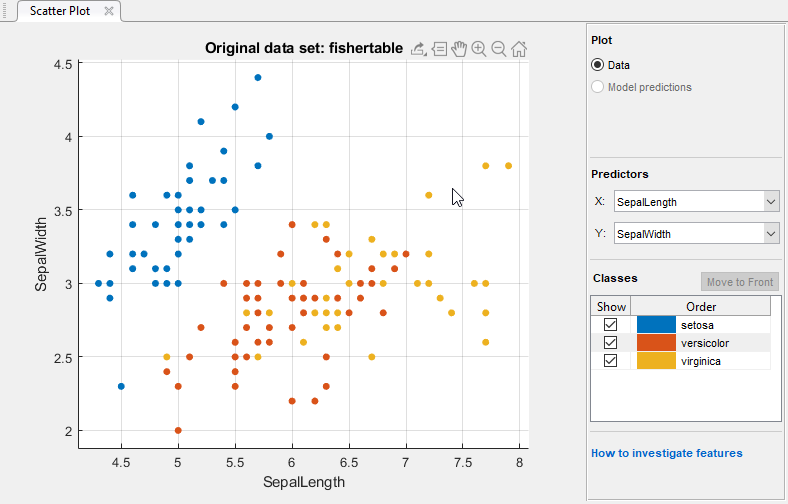 Scatter Plot
Original data set: fishertable
4.5
4
3.5
3
2.5
2
SepalWidth
4.5 5 5.5 6 6.5 7 7.5 8
SepalLength
Plot
Data
Model predictions
Predictors
X: SepalLength
Y: SepalWidth
Classes Move to Front
Show Order
setosa
versicolor
virginica
How to investigate features